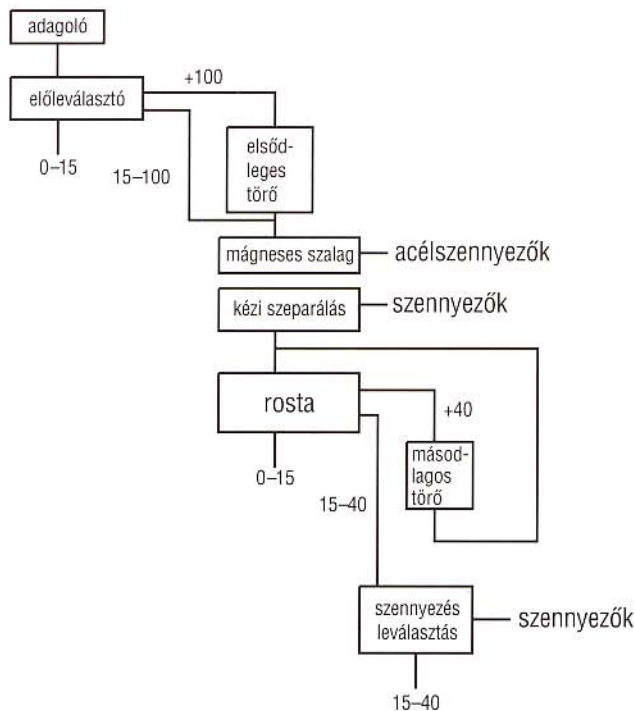 adagoló
+100
előleválasztó
elsőd-
leges
törő
0–15
15–100
mágneses szalag
acélszennyezők
kézi szeparálás
szennyezők
rosta
+40
másod-
lagos
törő
0–15
15–40
szennyezés
leválasztás
szennyezők
15–40